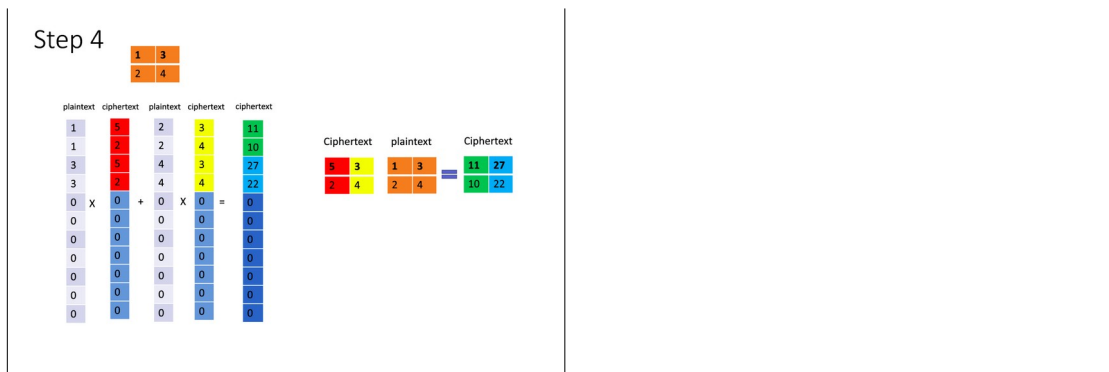 Step 4
1 3
2 4
plaintext ciphertext plaintext ciphertext ciphertext
1 5 2 3 11
1 2 2 4 10
3 5 4 3 27
3 2 4 4 22
0 X 0 + 0 X 0 = 0
0 0 0 0 0
0 0 0 0 0
0 0 0 0 0
0 0 0 0 0
0 0 0 0 0
0 0 0 0 0
Ciphertext plaintext Ciphertext
5 3 1 3 = 11 27
2 4 2 4 10 22